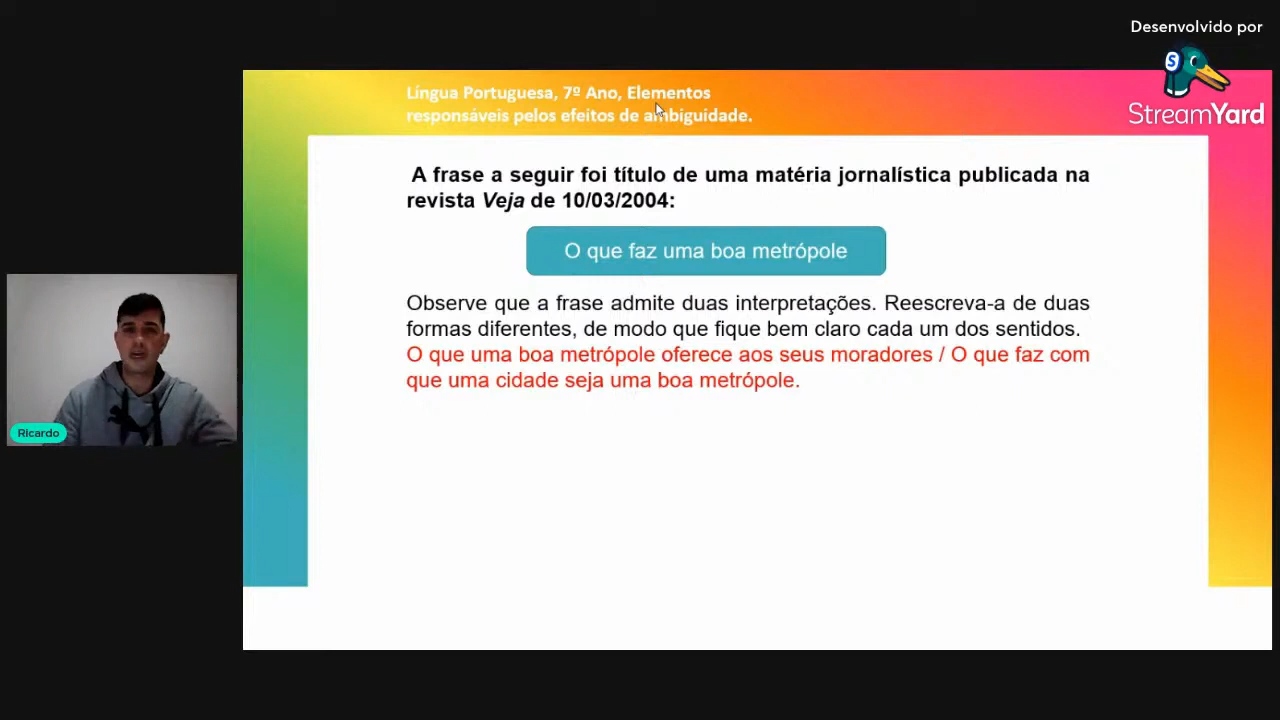 Desenvolvido por
StreamYard
Língua Portuguesa, 7º Ano, Elementos
responsáveis pelos efeitos de ambiguidade.
A frase a seguir foi título de uma matéria jornalística publicada na
revista Veja de 10/03/2004:
O que faz uma boa metrópole
Observe que a frase admite duas interpretações. Reescreva-a de duas
formas diferentes, de modo que fique bem claro cada um dos sentidos.
O que uma boa metrópole oferece aos seus moradores / O que faz com
que uma cidade seja uma boa metrópole.
Ricardo